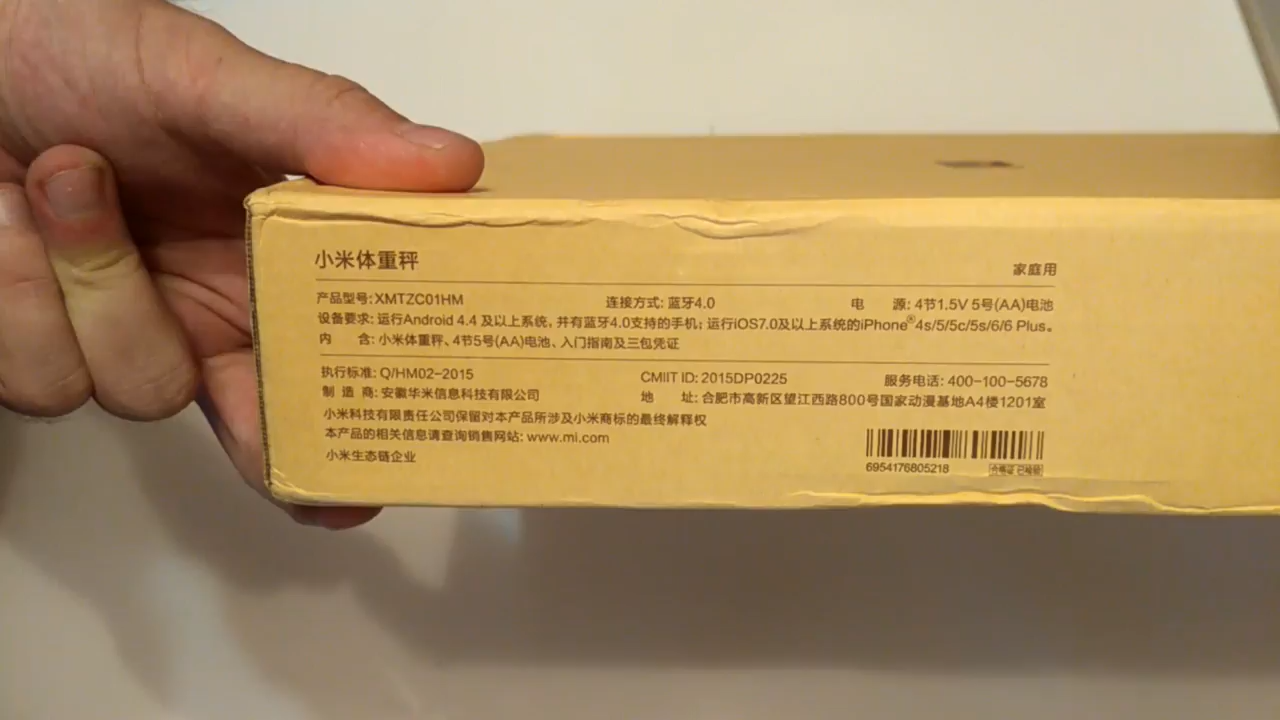 小米体重秤
家庭用
产品型号: XMTZC01HM 连接方式: 蓝牙4.0 电 源: 4节1.5V 5号(AA)电池
设备要求: 运行Android 4.4 及以上系统, 并有蓝牙4.0支持的手机; 运行iOS7.0及以上系统的iPhone®4s/5/5c/5s/6/6 Plus。
内 含: 小米体重秤、4节5号(AA)电池、入门指南及三包凭证
执行标准: Q/HM02-2015 CMIIT ID: 2015DP0225 服务电话: 400-100-5678
制 造 商: 安徽华米信息科技有限公司 地 址: 合肥市高新区望江西路800号国家动漫基地A4楼1201室
小米科技有限责任公司保留对本产品所涉及小米商标的最终解释权
本产品的相关信息请查询销售网站: www.mi.com
小米生态链企业
6954176805218 合格证 已检验